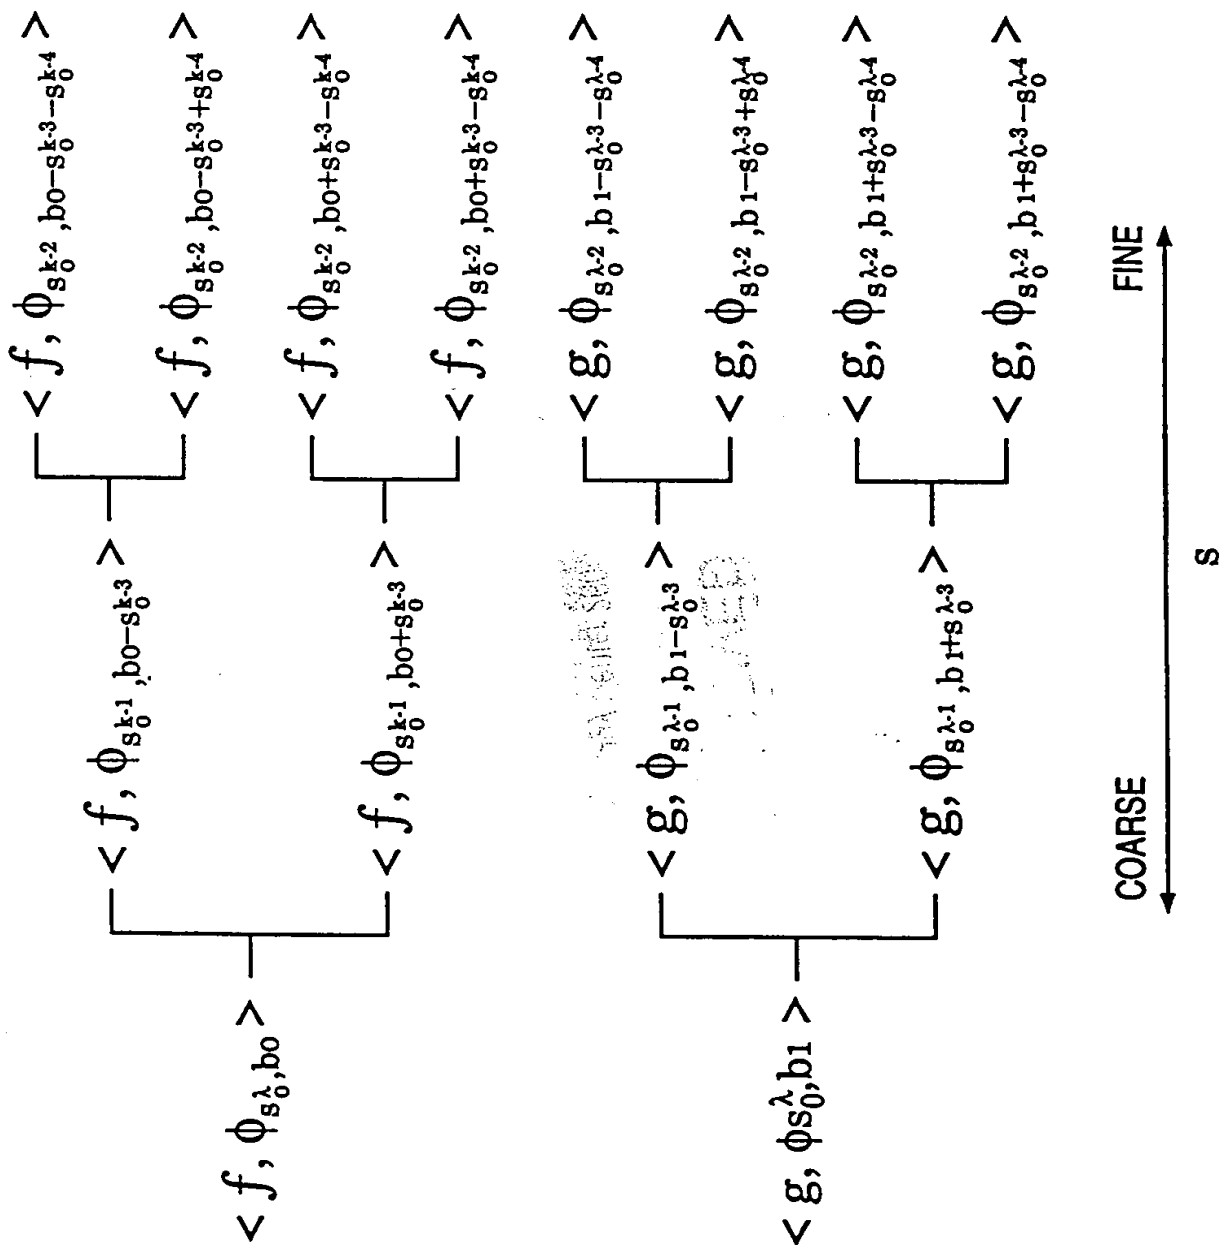 < f, ϕ_{s_0^{k-2}, b0−s_0^{k-3}−s_0^{k-4}} >
< f, ϕ_{s_0^{k-1}, b0−s_0^{k-3}} >
< f, ϕ_{s_0^{k-2}, b0−s_0^{k-3}+s_0^{k-4}} >
< f, ϕ_{s_0^λ, b0} >
< f, ϕ_{s_0^{k-2}, b0+s_0^{k-3}−s_0^{k-4}} >
< f, ϕ_{s_0^{k-1}, b0+s_0^{k-3}} >
< f, ϕ_{s_0^{k-2}, b0+s_0^{k-3}−s_0^{k-4}} >
< g, ϕ_{s_0^{λ-2}, b1−s_0^{λ-3}−s_0^{λ-4}} >
< g, ϕ_{s_0^{λ-1}, b1−s_0^{λ-3}} >
< g, ϕ_{s_0^{λ-2}, b1−s_0^{λ-3}+s_0^{λ-4}} >
< g, ϕs_0^λ, b1 >
< g, ϕ_{s_0^{λ-2}, b1+s_0^{λ-3}−s_0^{λ-4}} >
< g, ϕ_{s_0^{λ-1}, b1+s_0^{λ-3}} >
< g, ϕ_{s_0^{λ-2}, b1+s_0^{λ-3}−s_0^{λ-4}} >
COARSE FINE
s